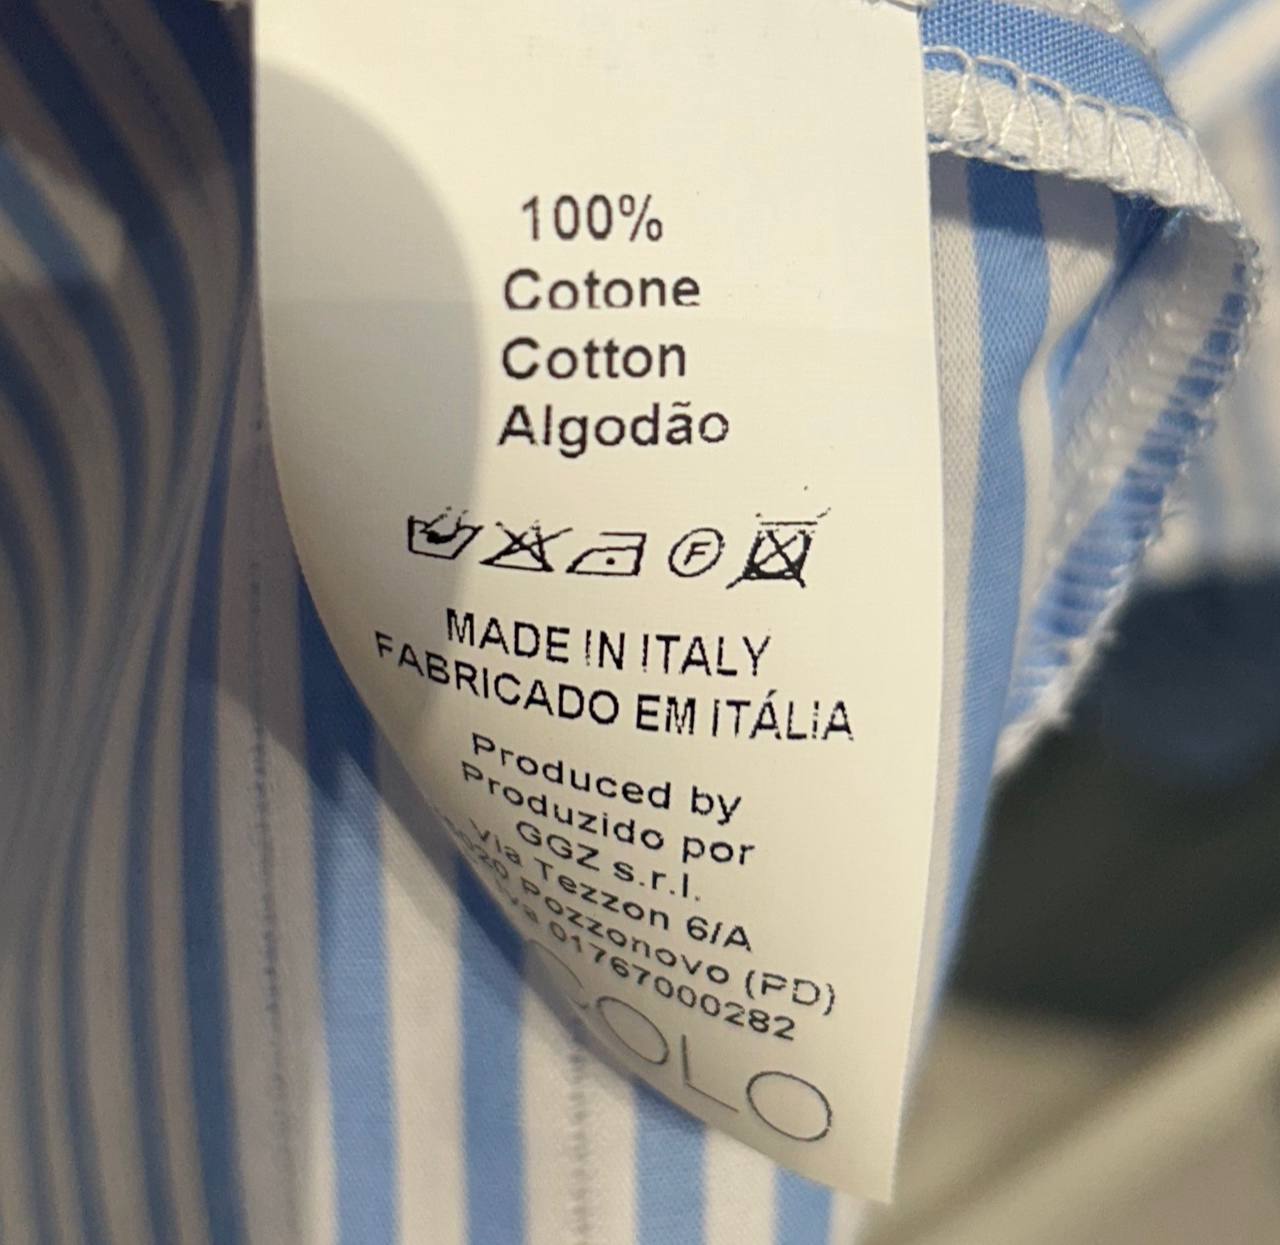 100%
Cotone
Cotton
Algodão
F
MADE IN ITALY
FABRICADO EM ITÁLIA
Produced by
Produzido por
GGZ s.r.l.
Via Tezzon 6/A
Pozzonovo (PD)
01767000282